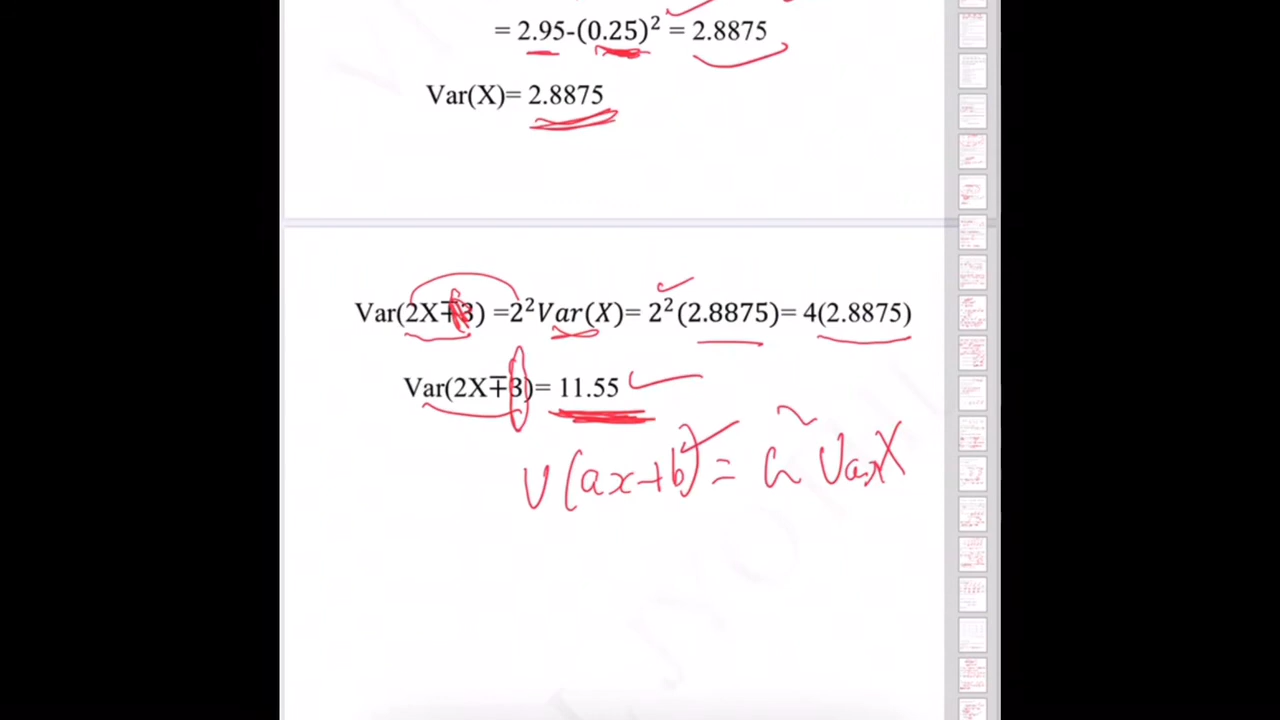 = 2.95-(0.25)² = 2.8875
Var(X)= 2.8875
Var(2X∓3) =2²Var(X)= 2²(2.8875)= 4(2.8875)
Var(2X∓3)= 11.55
V(ax+b) = a² Var X